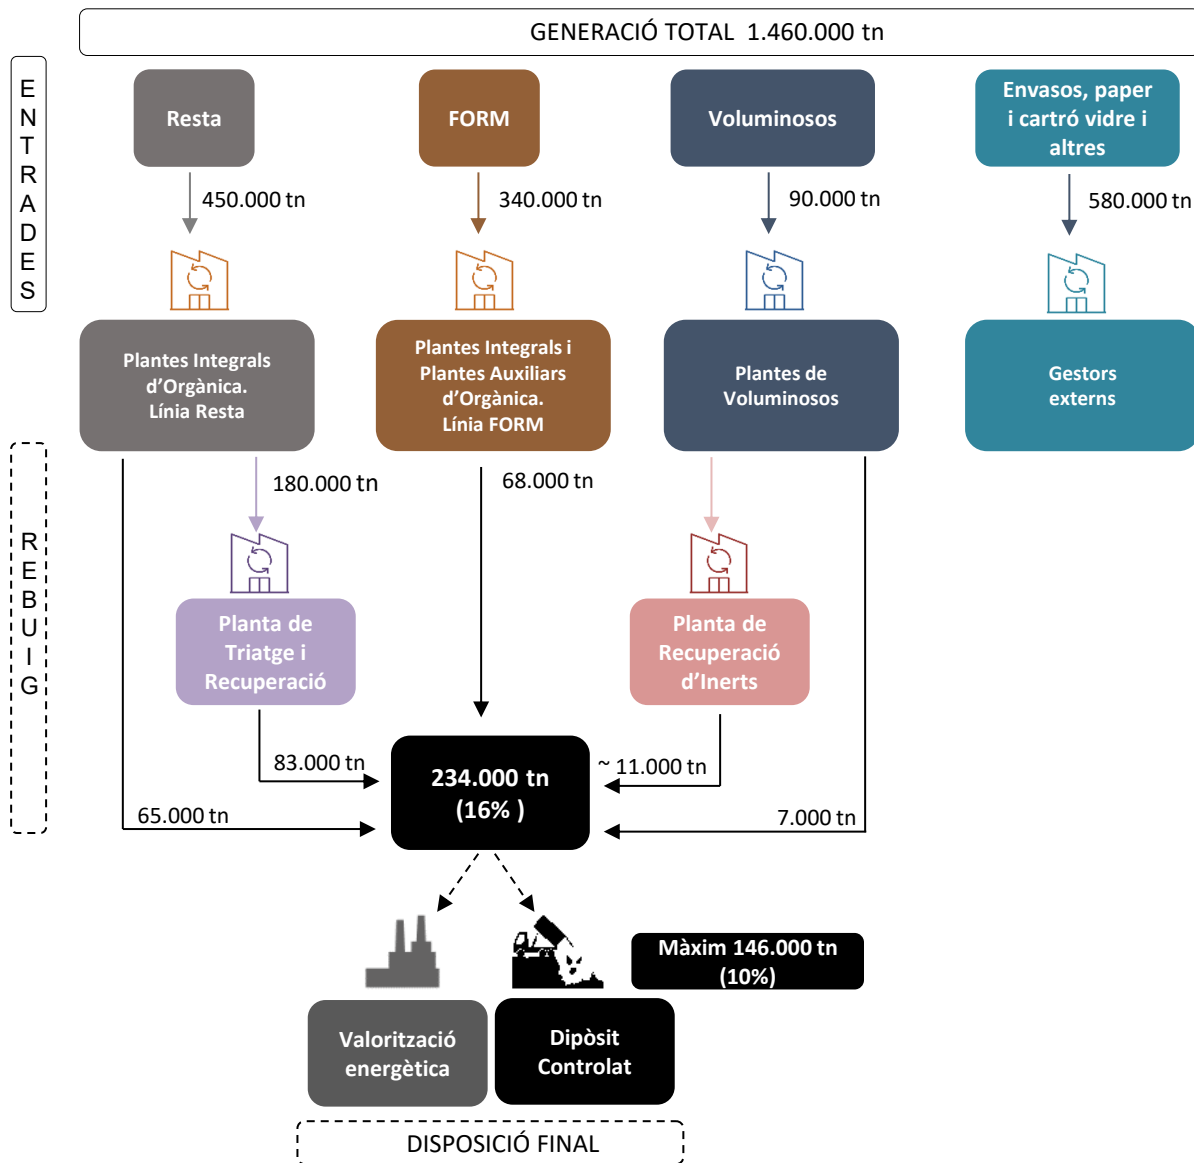 GENERACIÓ TOTAL  1.460.000 tn
ENTRADES
Resta
FORM
Voluminosos
Envasos, paper
i cartró vidre i
altres
450.000 tn
340.000 tn
90.000 tn
580.000 tn
Plantes Integrals
d’Orgànica.
Línia Resta
Plantes Integrals i
Plantes Auxiliars
d’Orgànica.
Línia FORM
Plantes de
Voluminosos
Gestors
externs
REBUIG
180.000 tn
68.000 tn
Planta de
Triatge i
Recuperació
Planta de
Recuperació
d’Inerts
83.000 tn
234.000 tn
(16% )
~ 11.000 tn
65.000 tn
7.000 tn
Màxim 146.000 tn
(10%)
Valorització
energètica
Dipòsit
Controlat
DISPOSICIÓ FINAL